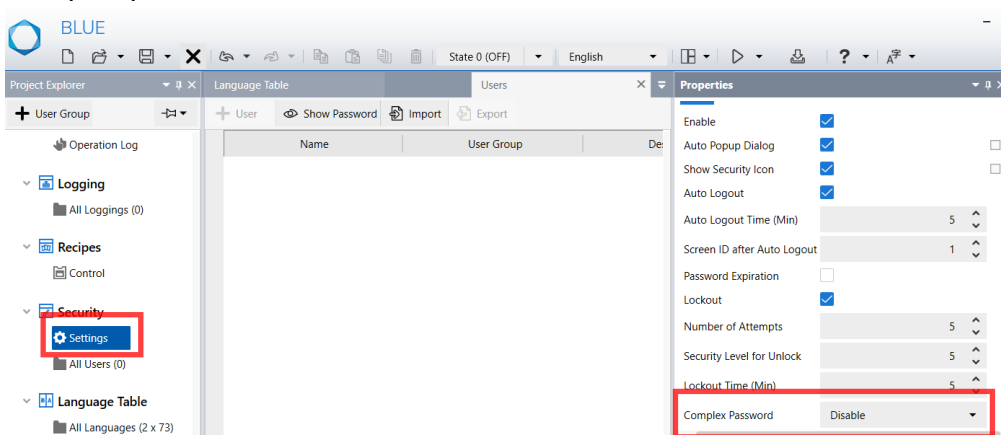 BLUE
State 0 (OFF)
English
Project Explorer
Language Table
Users
Properties
User Group
User
Show Password
Import
Export
Operation Log
Logging
All Loggings (0)
Recipes
Control
Security
Settings
All Users (0)
Language Table
All Languages (2 x 73)
Name
User Group
De
Enable
Auto Popup Dialog
Show Security Icon
Auto Logout
Auto Logout Time (Min) 5
Screen ID after Auto Logout 1
Password Expiration
Lockout
Number of Attempts 5
Security Level for Unlock 5
Lockout Time (Min) 5
Complex Password Disable